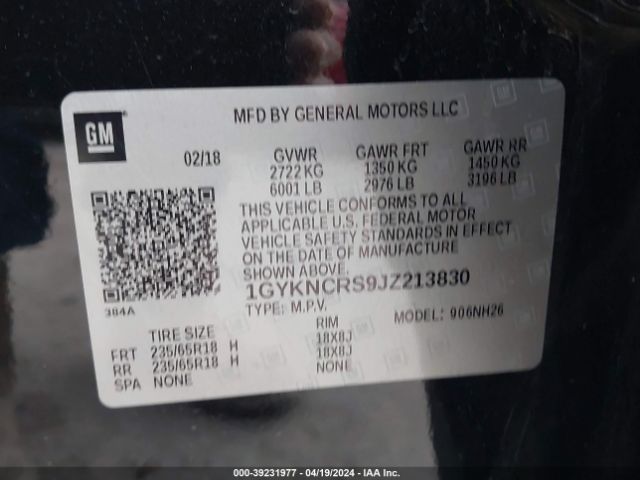 GM
MFD BY GENERAL MOTORS LLC
02/18 GVWR GAWR FRT GAWR RR
2722 KG 1350 KG 1450 KG
6001 LB 2976 LB 3196 LB
THIS VEHICLE CONFORMS TO ALL
APPLICABLE U.S. FEDERAL MOTOR
VEHICLE SAFETY STANDARDS IN EFFECT
ON THE DATE OF MANUFACTURE
SHOWN ABOVE.
384A
1GYKNCRS9JZ213830
TYPE: M.P.V. MODEL: 906NH26
TIRE SIZE RIM
FRT 235/65R18 H 18X8J
RR 235/65R18 H 18X8J
SPA NONE NONE
000-39231977 - 04/19/2024 - IAA Inc.